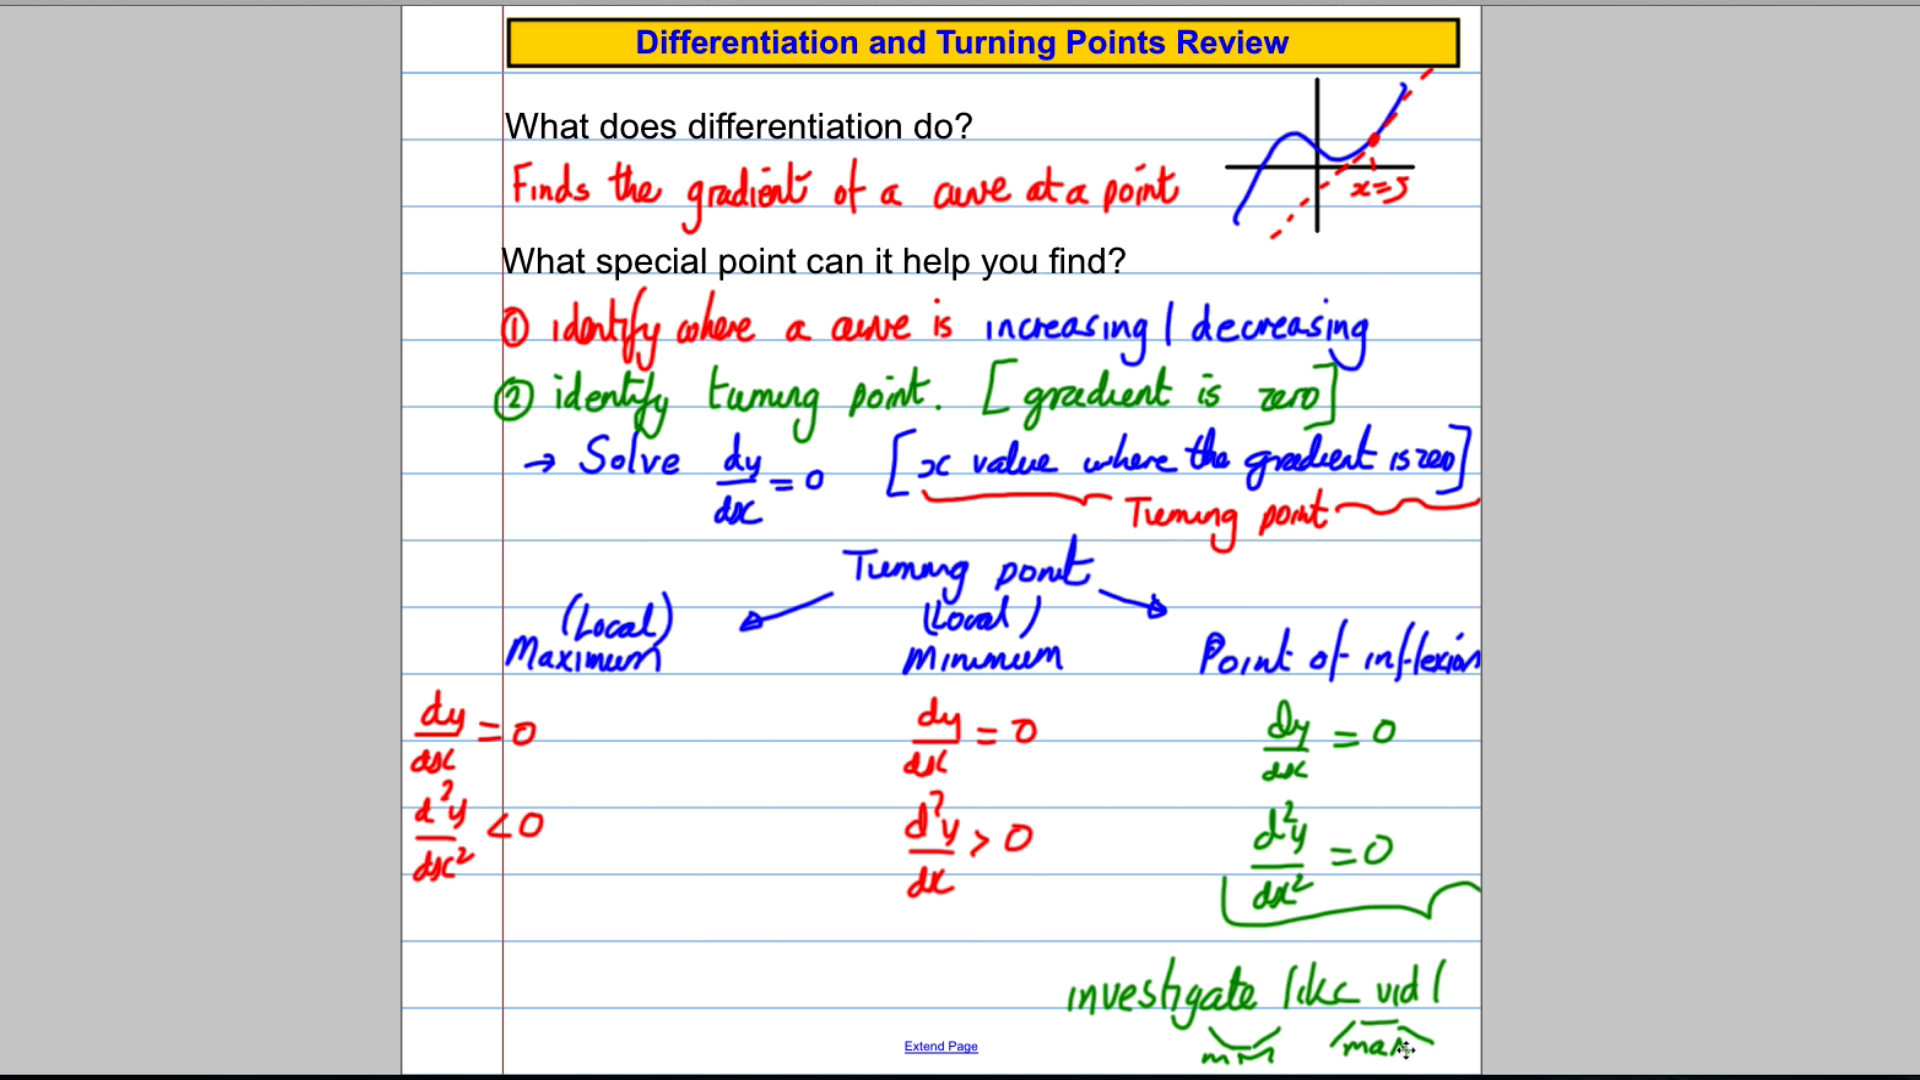 Differentiation and Turning Points Review
What does differentiation do?
Finds the gradient of a curve at a point
x=5
What special point can it help you find?
① identify where a curve is increasing / decreasing
② identify turning point. [gradient is zero]
→ Solve dy/dx = 0 [x value where the gradient is zero]
Turning point
Turning point
(Local) Maximum
(Local) Minimum
Point of inflexion
dy/dx = 0
dy/dx = 0
dy/dx = 0
d²y/dx² < 0
d²y/dx > 0
d²y/dx² = 0
investigate like vid 1
min
max
Extend Page